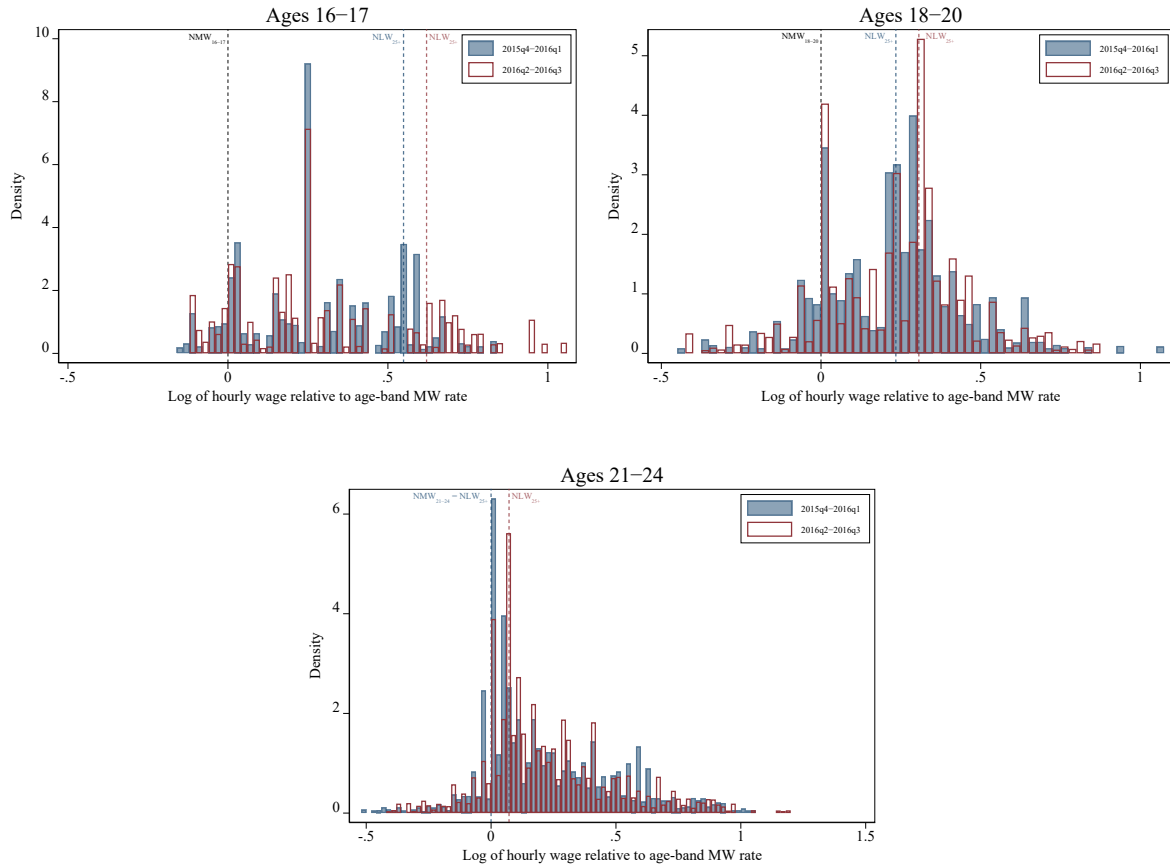 Ages 16−17
NMW16−17
NLW25+
NLW25+
2015q4−2016q1
2016q2−2016q3
10
8
6
4
2
0
Density
-.5
0
.5
1
Log of hourly wage relative to age-band MW rate
Ages 18−20
NMW18−20
NLW25+
NLW25+
2015q4−2016q1
2016q2−2016q3
5
4
3
2
1
0
Density
-.5
0
.5
1
Log of hourly wage relative to age-band MW rate
Ages 21−24
NMW21−24 − NLW25+
NLW25+
2015q4−2016q1
2016q2−2016q3
6
4
2
0
Density
-.5
0
.5
1
1.5
Log of hourly wage relative to age-band MW rate